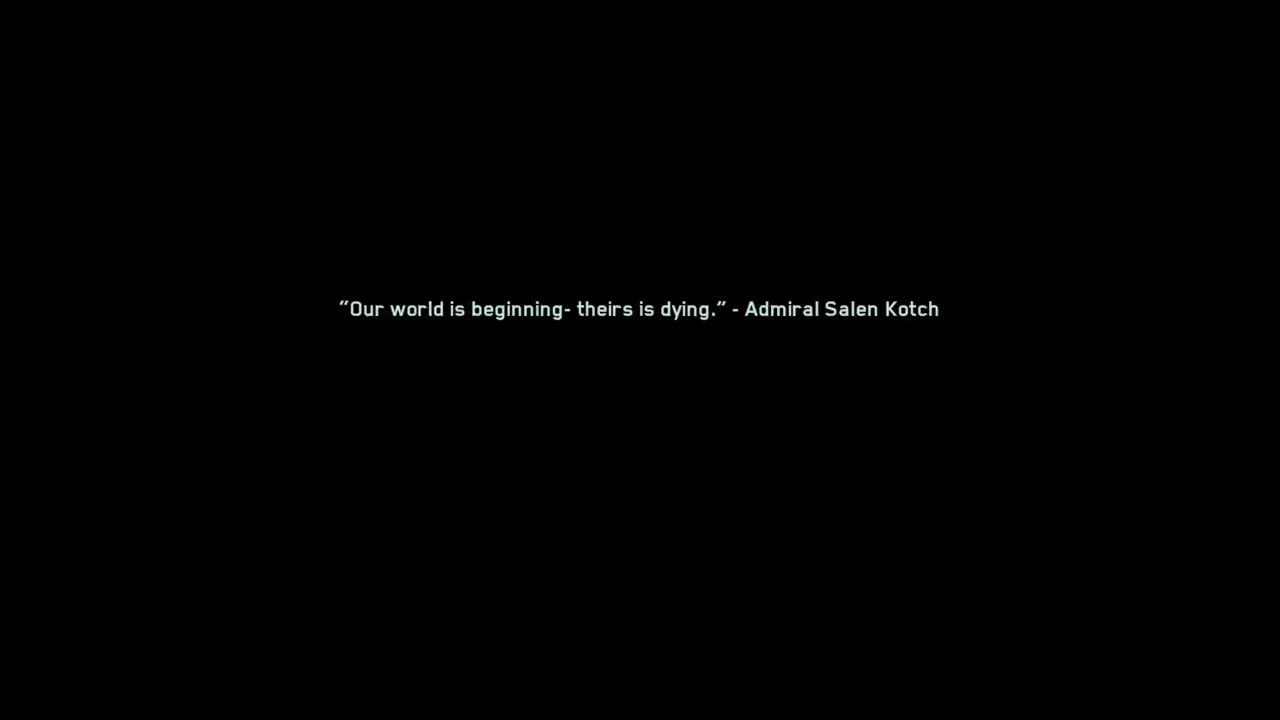 “Our world is beginning- theirs is dying.” - Admiral Salen Kotch